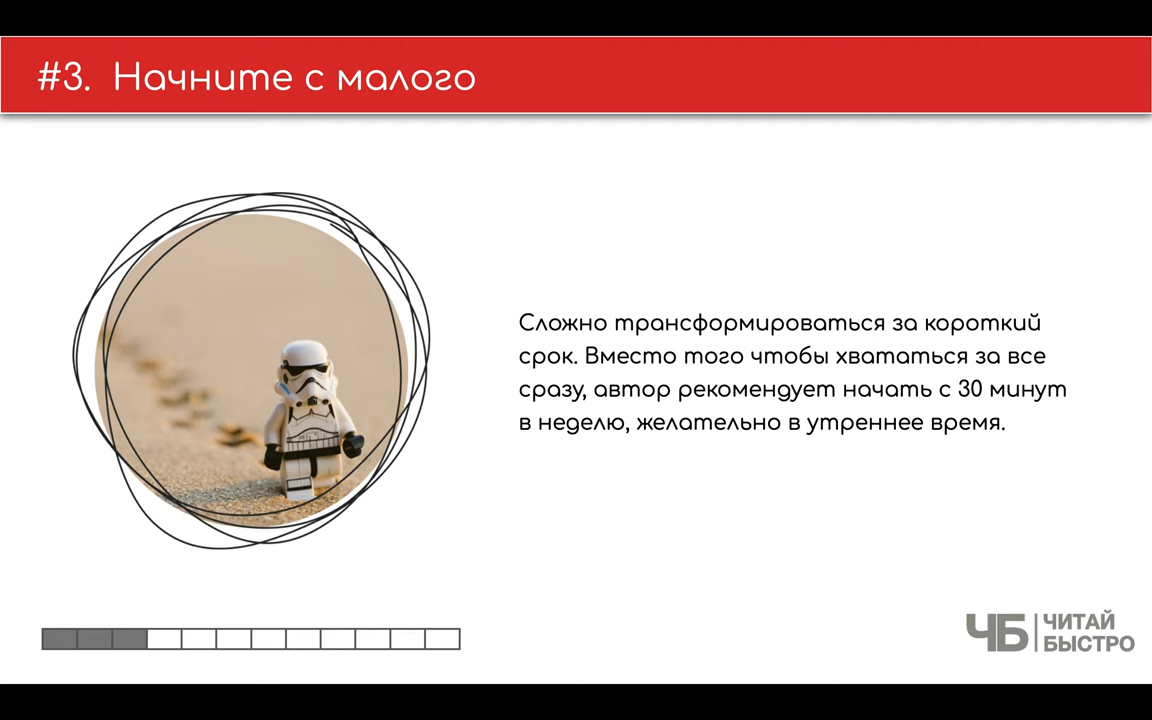 #3. Начните с малого
Сложно трансформироваться за короткий
срок. Вместо того чтобы хвататься за все
сразу, автор рекомендует начать с 30 минут
в неделю, желательно в утреннее время.
ЧБ
ЧИТАЙ
БЫСТРО